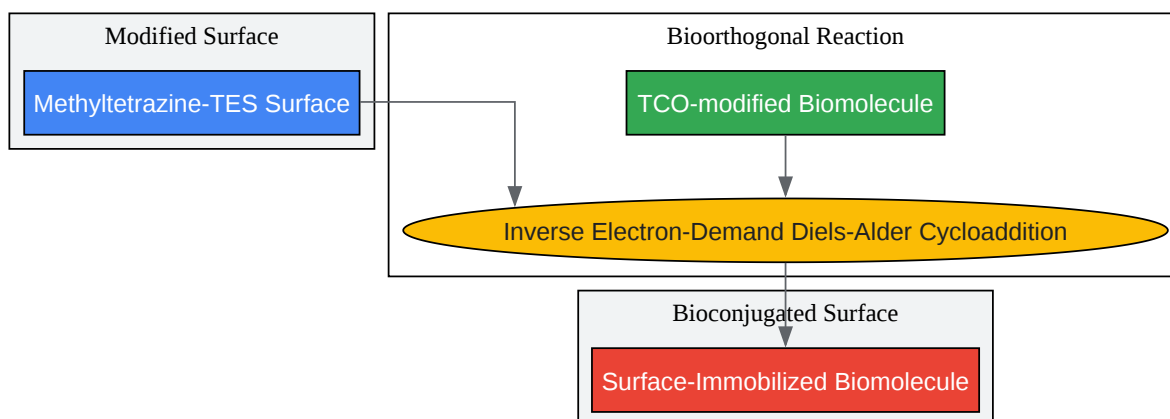 Modified Surface
Methyltetrazine-TES Surface
Bioorthogonal Reaction
TCO-modified Biomolecule
Inverse Electron-Demand Diels-Alder Cycloaddition
Bioconjugated Surface
Surface-Immobilized Biomolecule